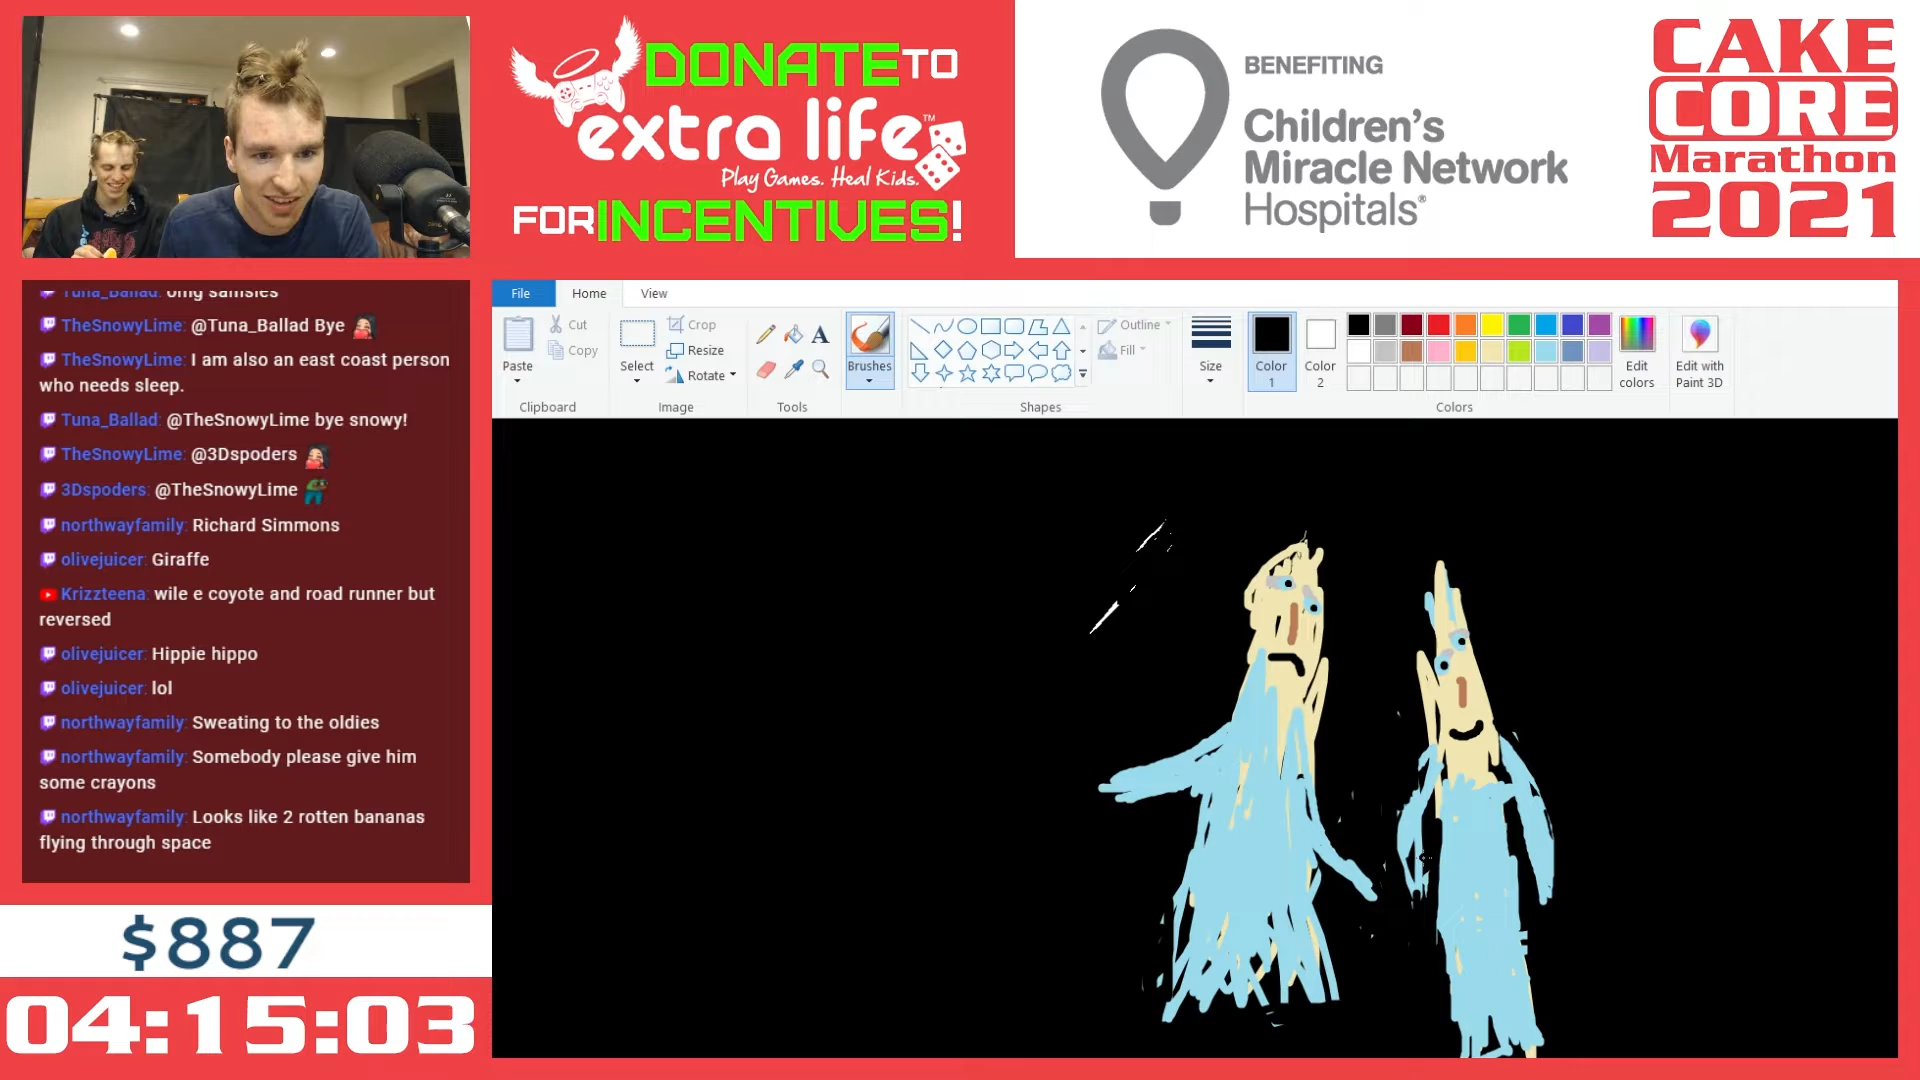 DONATE TO
extra life™
Play Games. Heal Kids.
FOR INCENTIVES!
BENEFITING
Children's
Miracle Network
Hospitals®
CAKE
CORE
Marathon
2021
Tuna_Ballad: omg samsies
TheSnowyLime: @Tuna_Ballad Bye
TheSnowyLime: I am also an east coast person
who needs sleep.
Tuna_Ballad: @TheSnowyLime bye snowy!
TheSnowyLime: @3Dspoders
3Dspoders: @TheSnowyLime
northwayfamily: Richard Simmons
olivejuicer: Giraffe
Krizzteena: wile e coyote and road runner but
reversed
olivejuicer: Hippie hippo
olivejuicer: lol
northwayfamily: Sweating to the oldies
northwayfamily: Somebody please give him
some crayons
northwayfamily: Looks like 2 rotten bananas
flying through space
$887
04:15:03
File Home View
Paste
Cut
Copy
Clipboard
Select
Crop
Resize
Rotate
Image
A
Tools
Brushes
Outline
Fill
Shapes
Size
Color
1
Color
2
Edit
colors
Colors
Edit with
Paint 3D